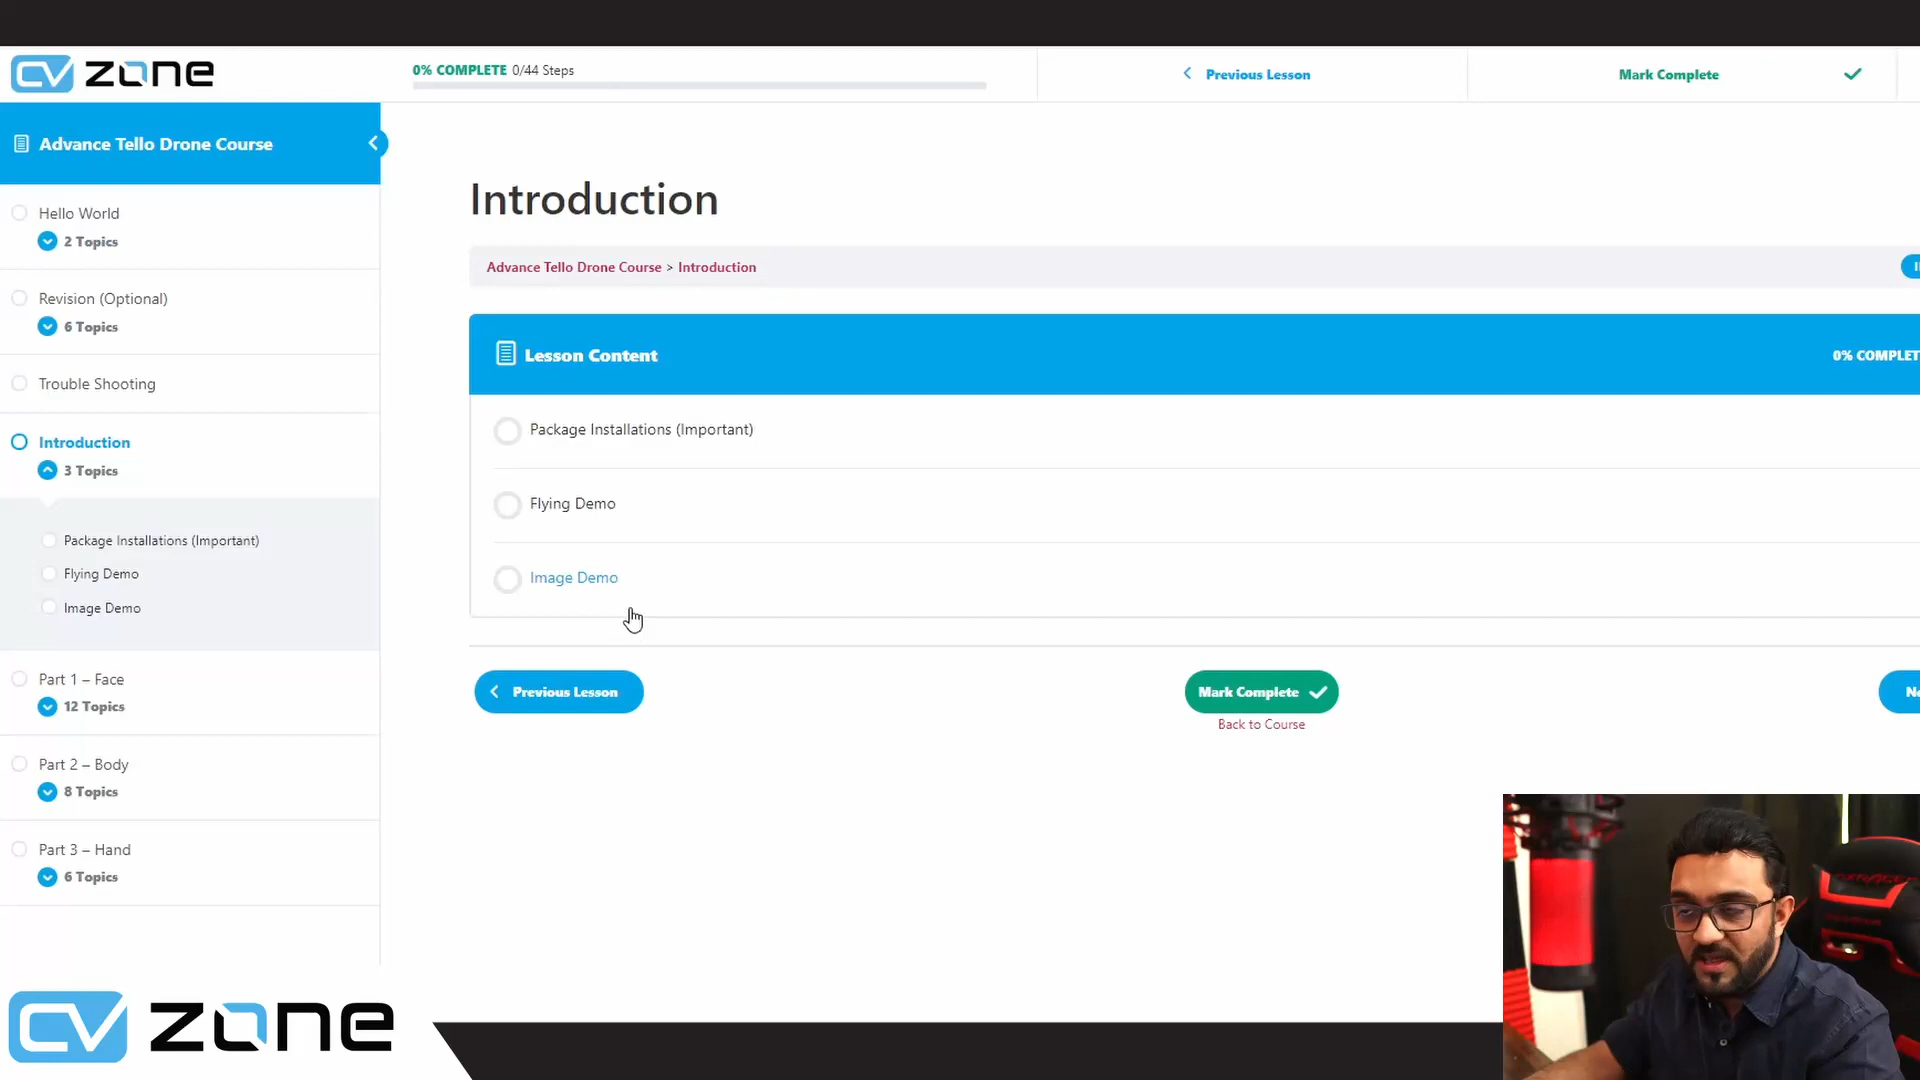 CV zone
0% COMPLETE 0/44 Steps
Previous Lesson
Mark Complete
Advance Tello Drone Course
Hello World
2 Topics
Revision (Optional)
6 Topics
Trouble Shooting
Introduction
3 Topics
Package Installations (Important)
Flying Demo
Image Demo
Part 1 – Face
12 Topics
Part 2 – Body
8 Topics
Part 3 – Hand
6 Topics
Introduction
Advance Tello Drone Course > Introduction
Lesson Content
0% COMPLET
Package Installations (Important)
Flying Demo
Image Demo
Previous Lesson
Mark Complete
Back to Course
CV zone